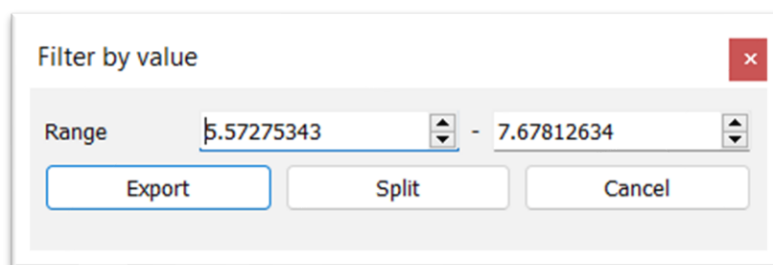 Filter by value
Range 5.57275343 - 7.67812634
Export Split Cancel